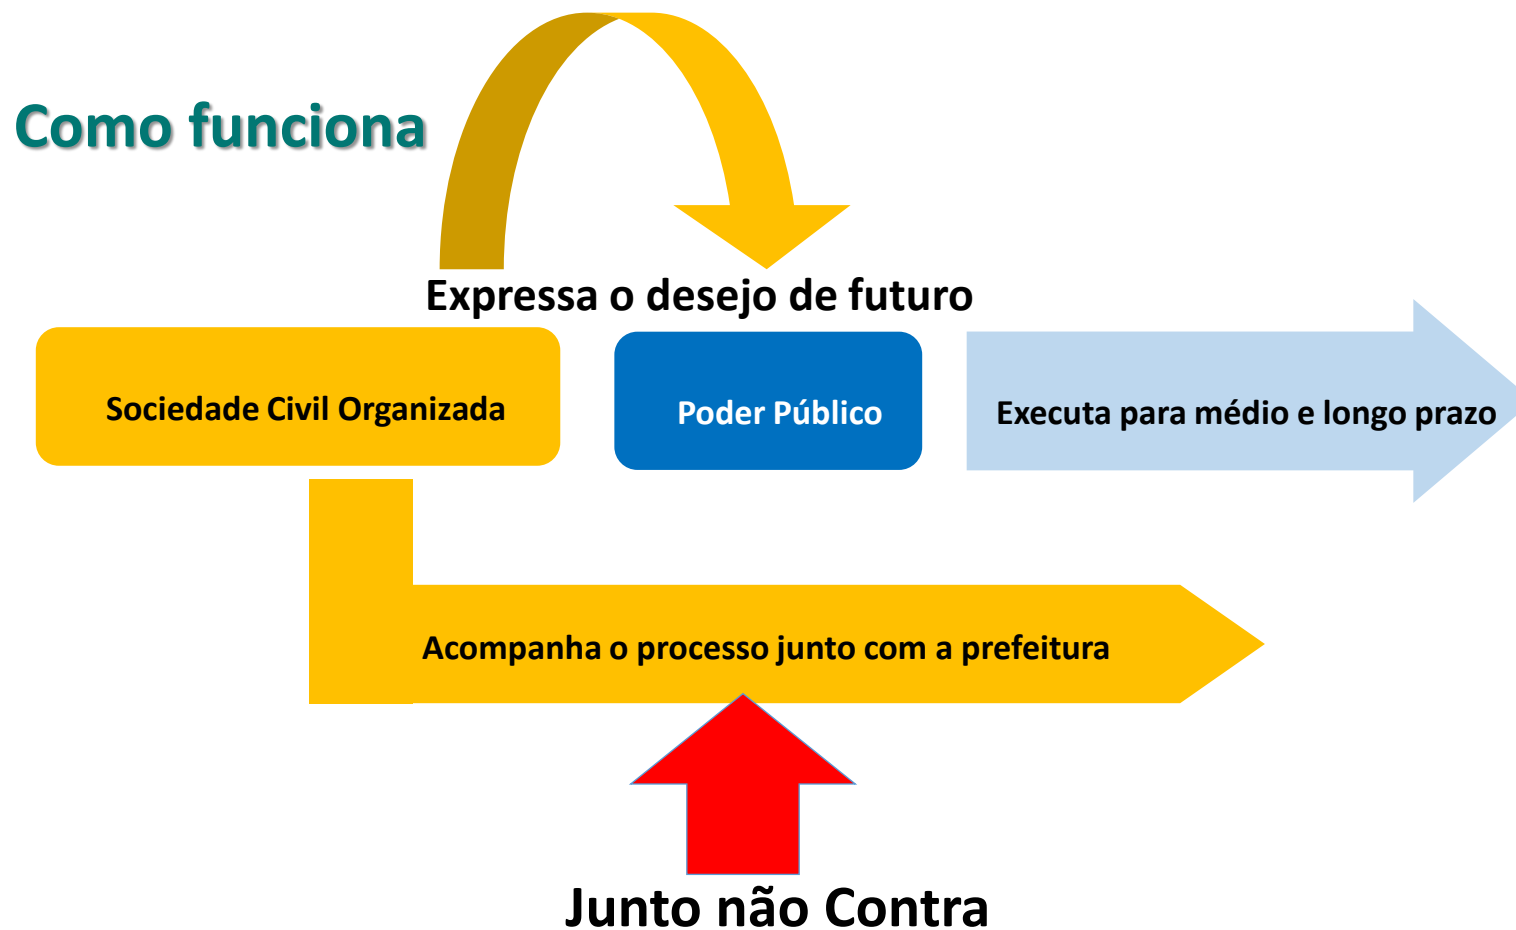 Como funciona
Expressa o desejo de futuro
Sociedade Civil Organizada
Poder Público
Executa para médio e longo prazo
Acompanha o processo junto com a prefeitura
Junto não Contra